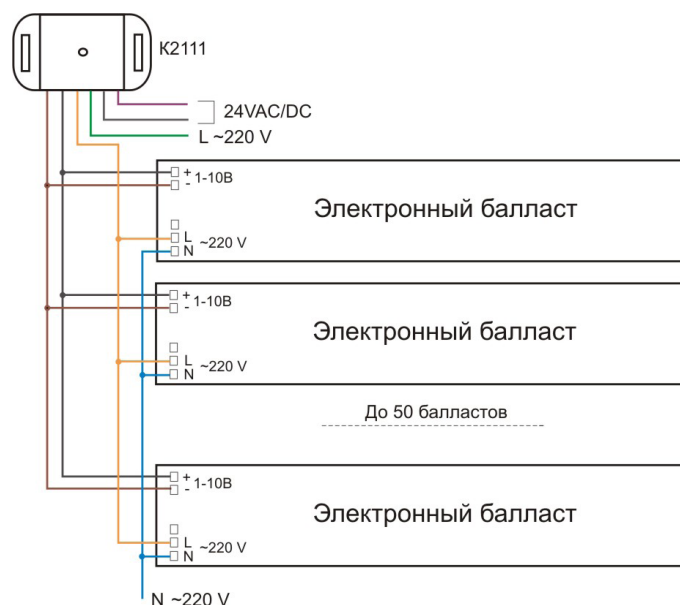 K2111
24VAC/DC
L ~220 V
+
- 1-10В
Электронный балласт
L
N ~220 V
+
- 1-10В
Электронный балласт
L
N ~220 V
До 50 балластов
+
- 1-10В
Электронный балласт
L
N ~220 V
N ~220 V